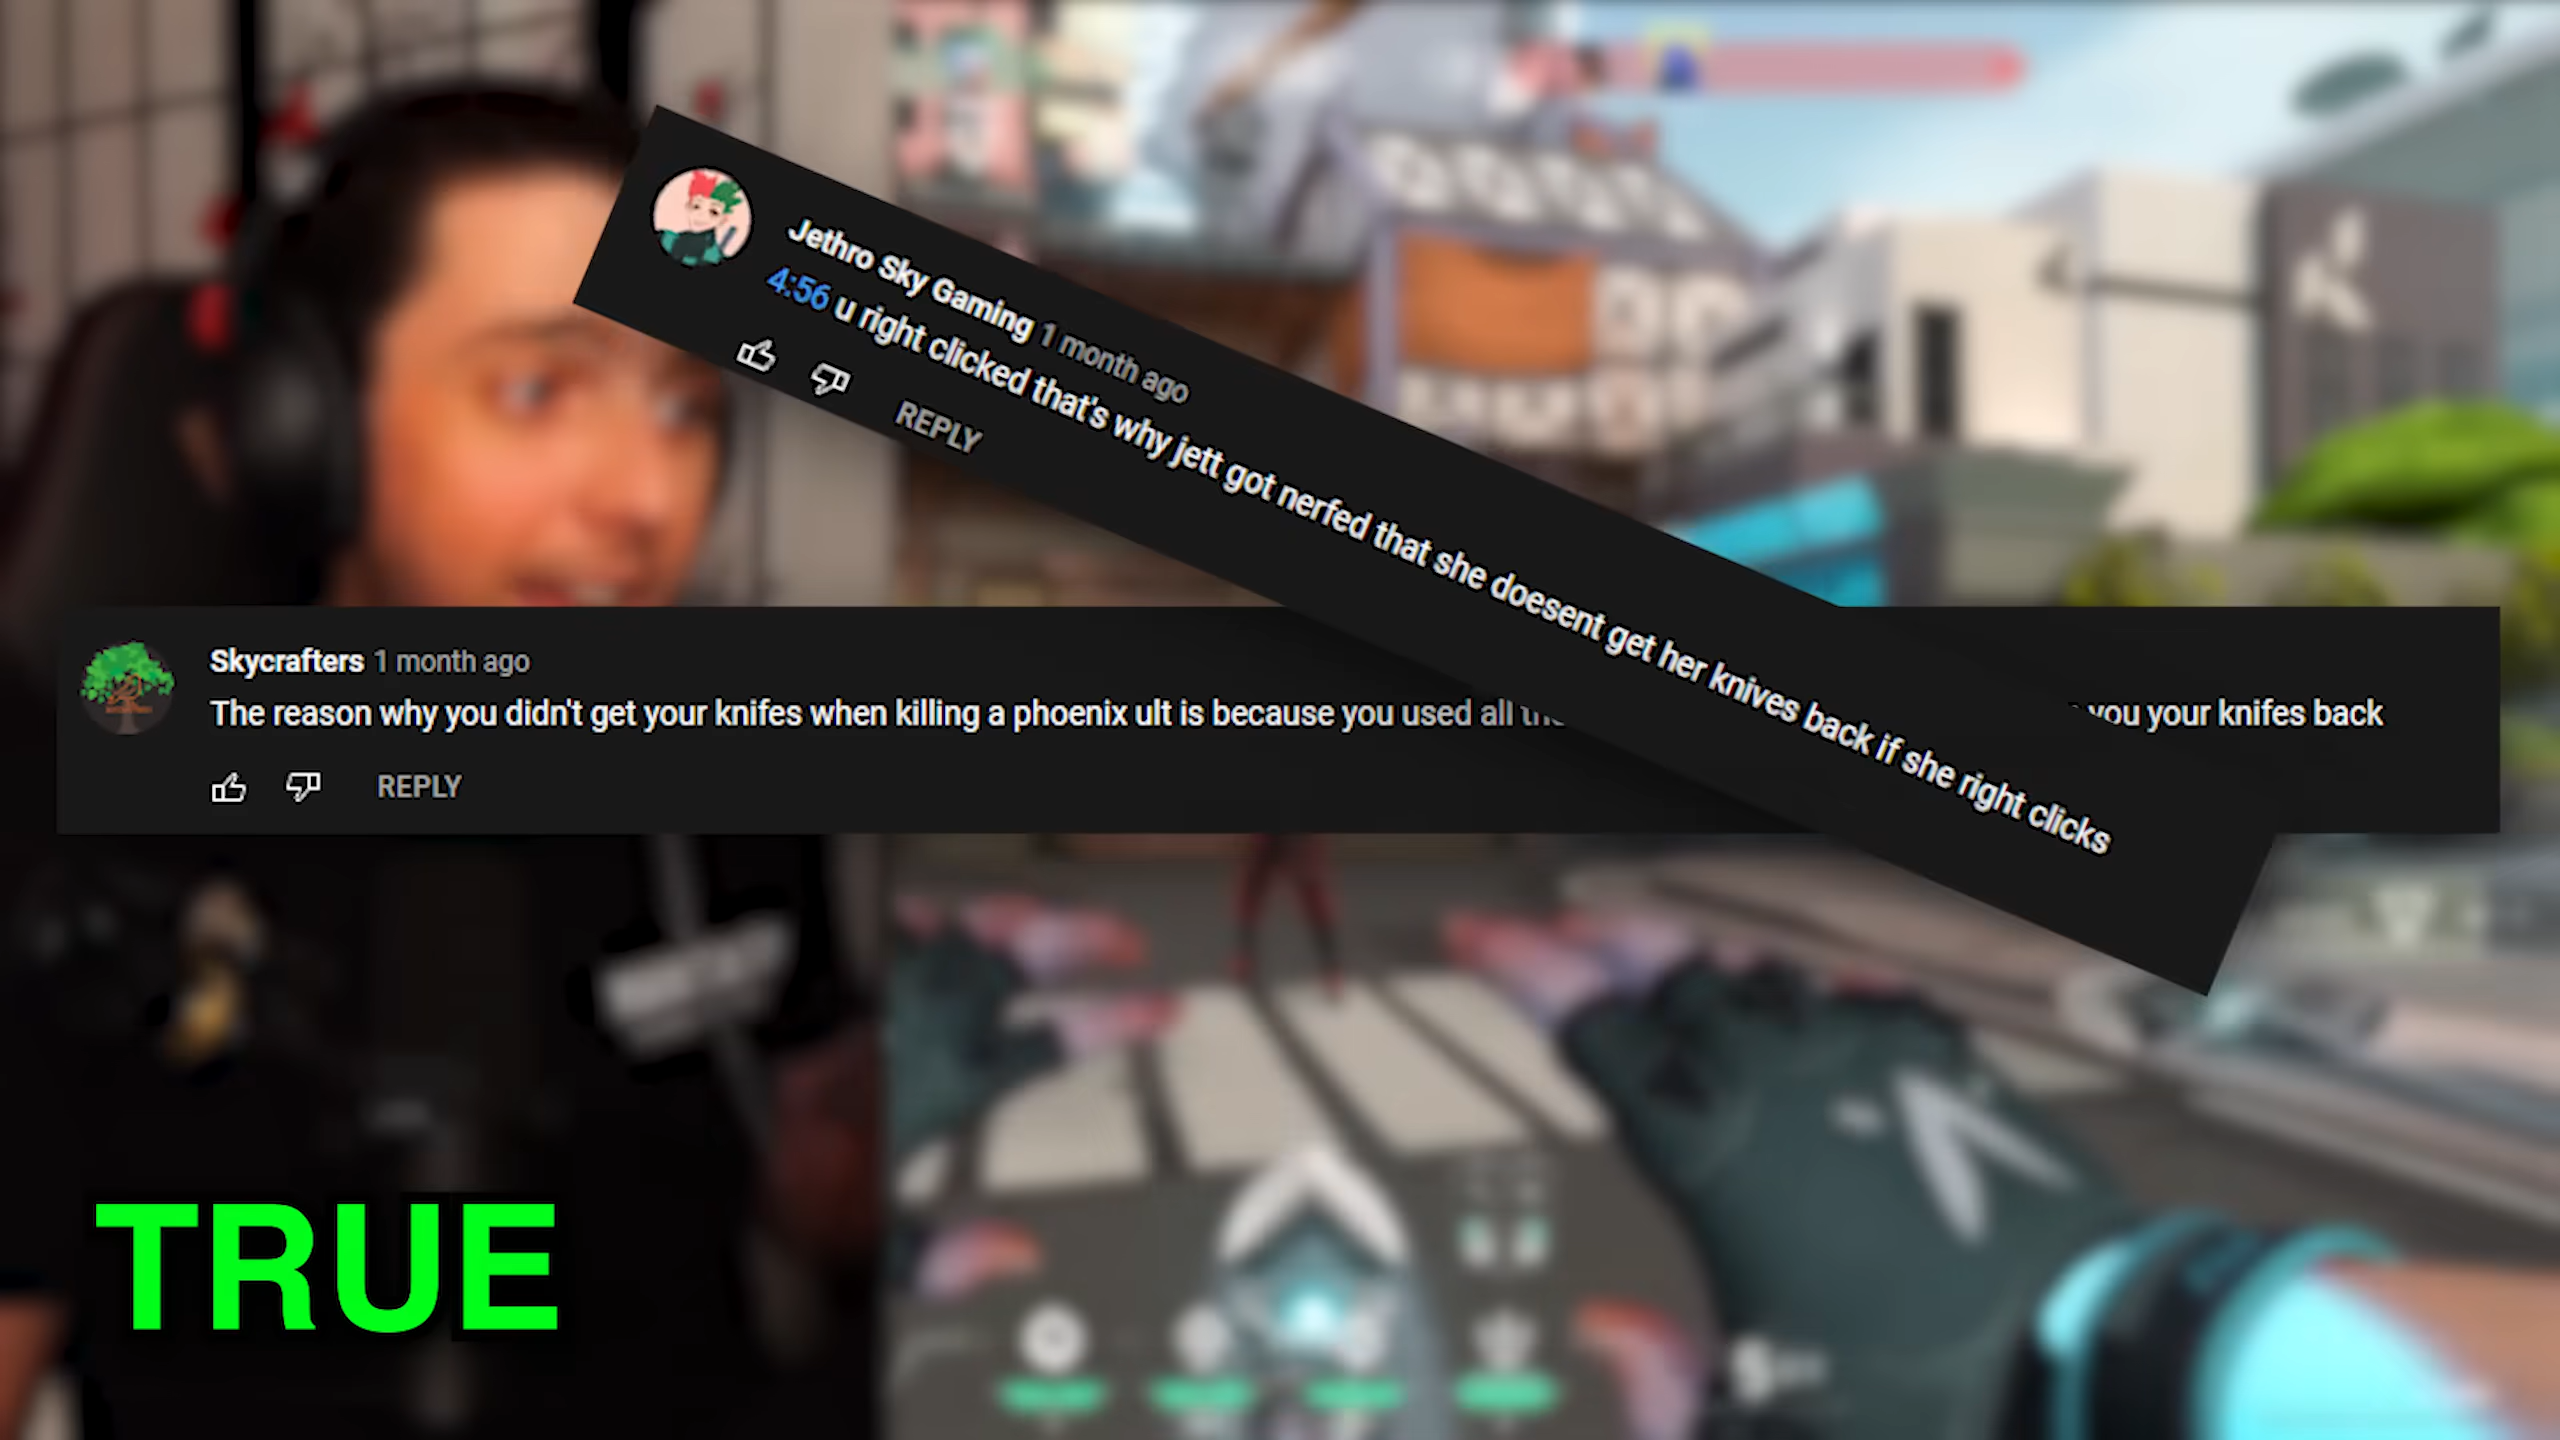 Jethro Sky Gaming 1 month ago
4:56 u right clicked that's why jett got nerfed that she doesent get her knives back if she right clicks
REPLY
Skycrafters 1 month ago
The reason why you didn't get your knifes when killing a phoenix ult is because you used all you your knifes back
REPLY
TRUE